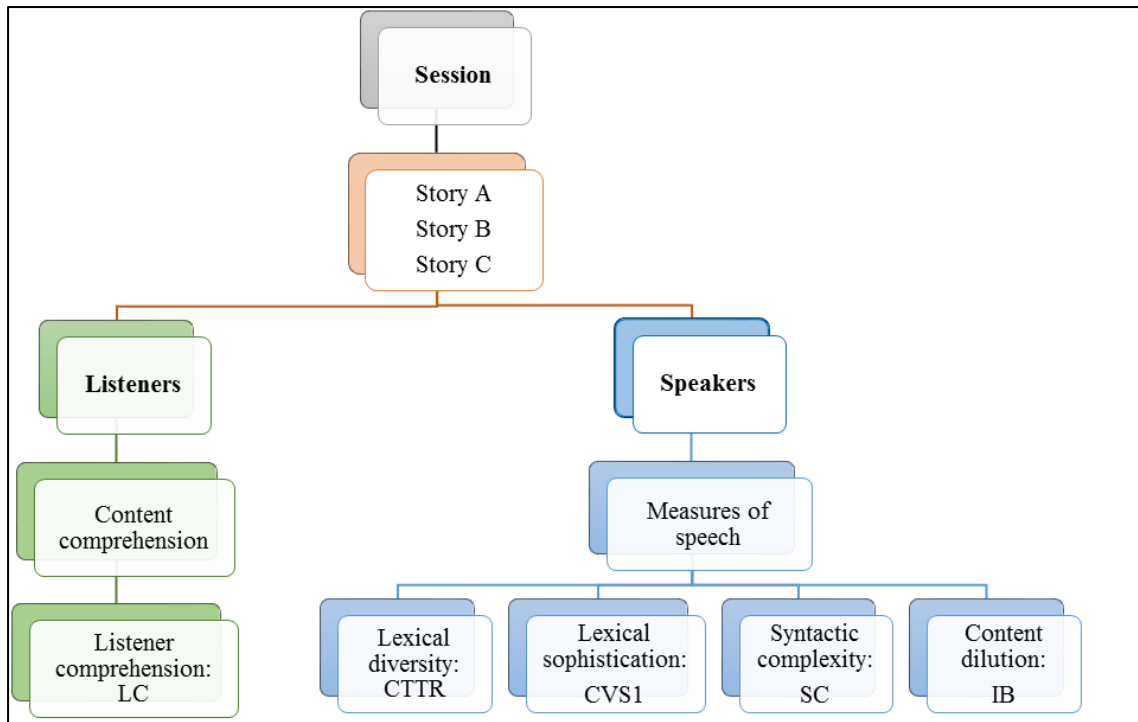 Session
Story A
Story B
Story C
Listeners
Speakers
Content
comprehension
Measures of
speech
Listener
comprehension:
LC
Lexical
diversity:
CTTR
Lexical
sophistication:
CVS1
Syntactic
complexity:
SC
Content
dilution:
IB